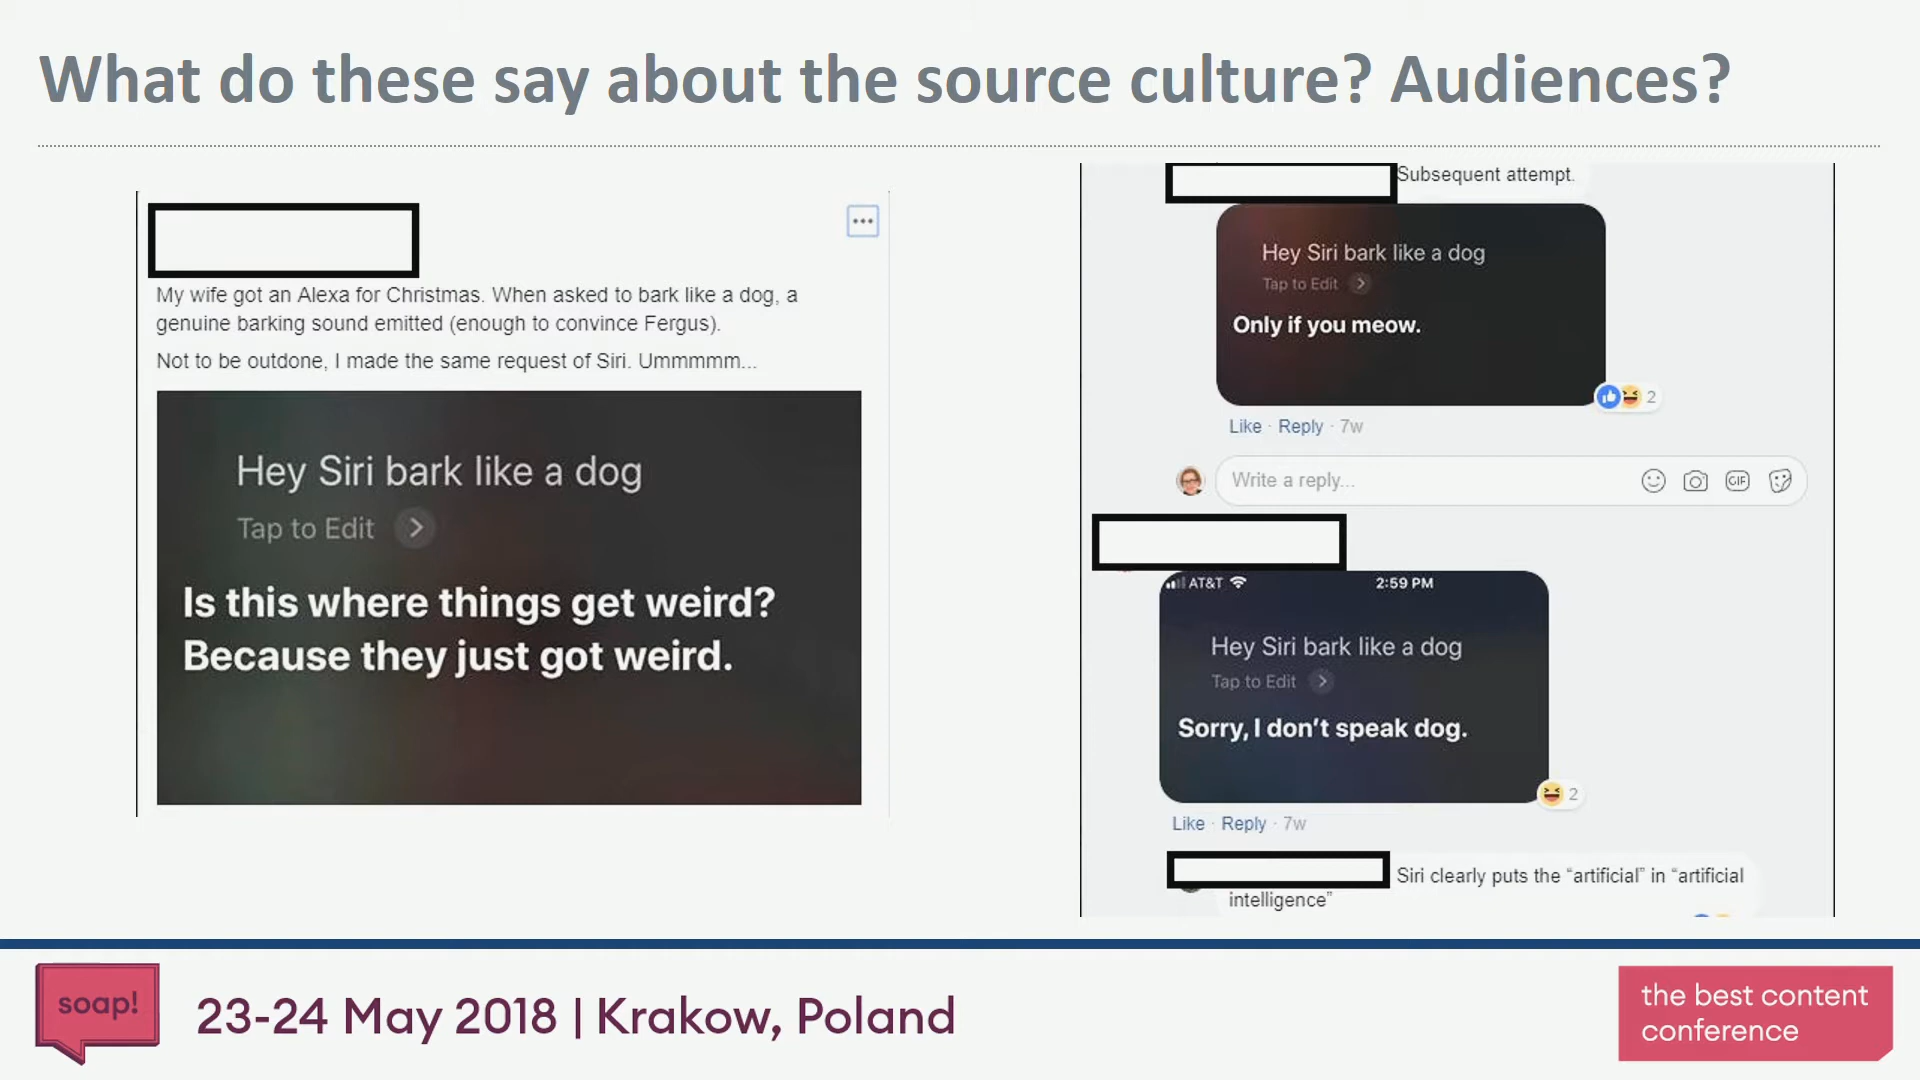 What do these say about the source culture? Audiences?
My wife got an Alexa for Christmas. When asked to bark like a dog, a
genuine barking sound emitted (enough to convince Fergus).
Not to be outdone, I made the same request of Siri. Ummmmm...
Hey Siri bark like a dog
Tap to Edit
Is this where things get weird?
Because they just got weird.
Subsequent attempt.
Hey Siri bark like a dog
Tap to Edit
Only if you meow.
2
Like · Reply · 7w
Write a reply...
GIF
AT&T 2:59 PM
Hey Siri bark like a dog
Tap to Edit
Sorry, I don't speak dog.
2
Like · Reply · 7w
Siri clearly puts the “artificial” in “artificial
intelligence”
soap!
23-24 May 2018 | Krakow, Poland
the best content
conference